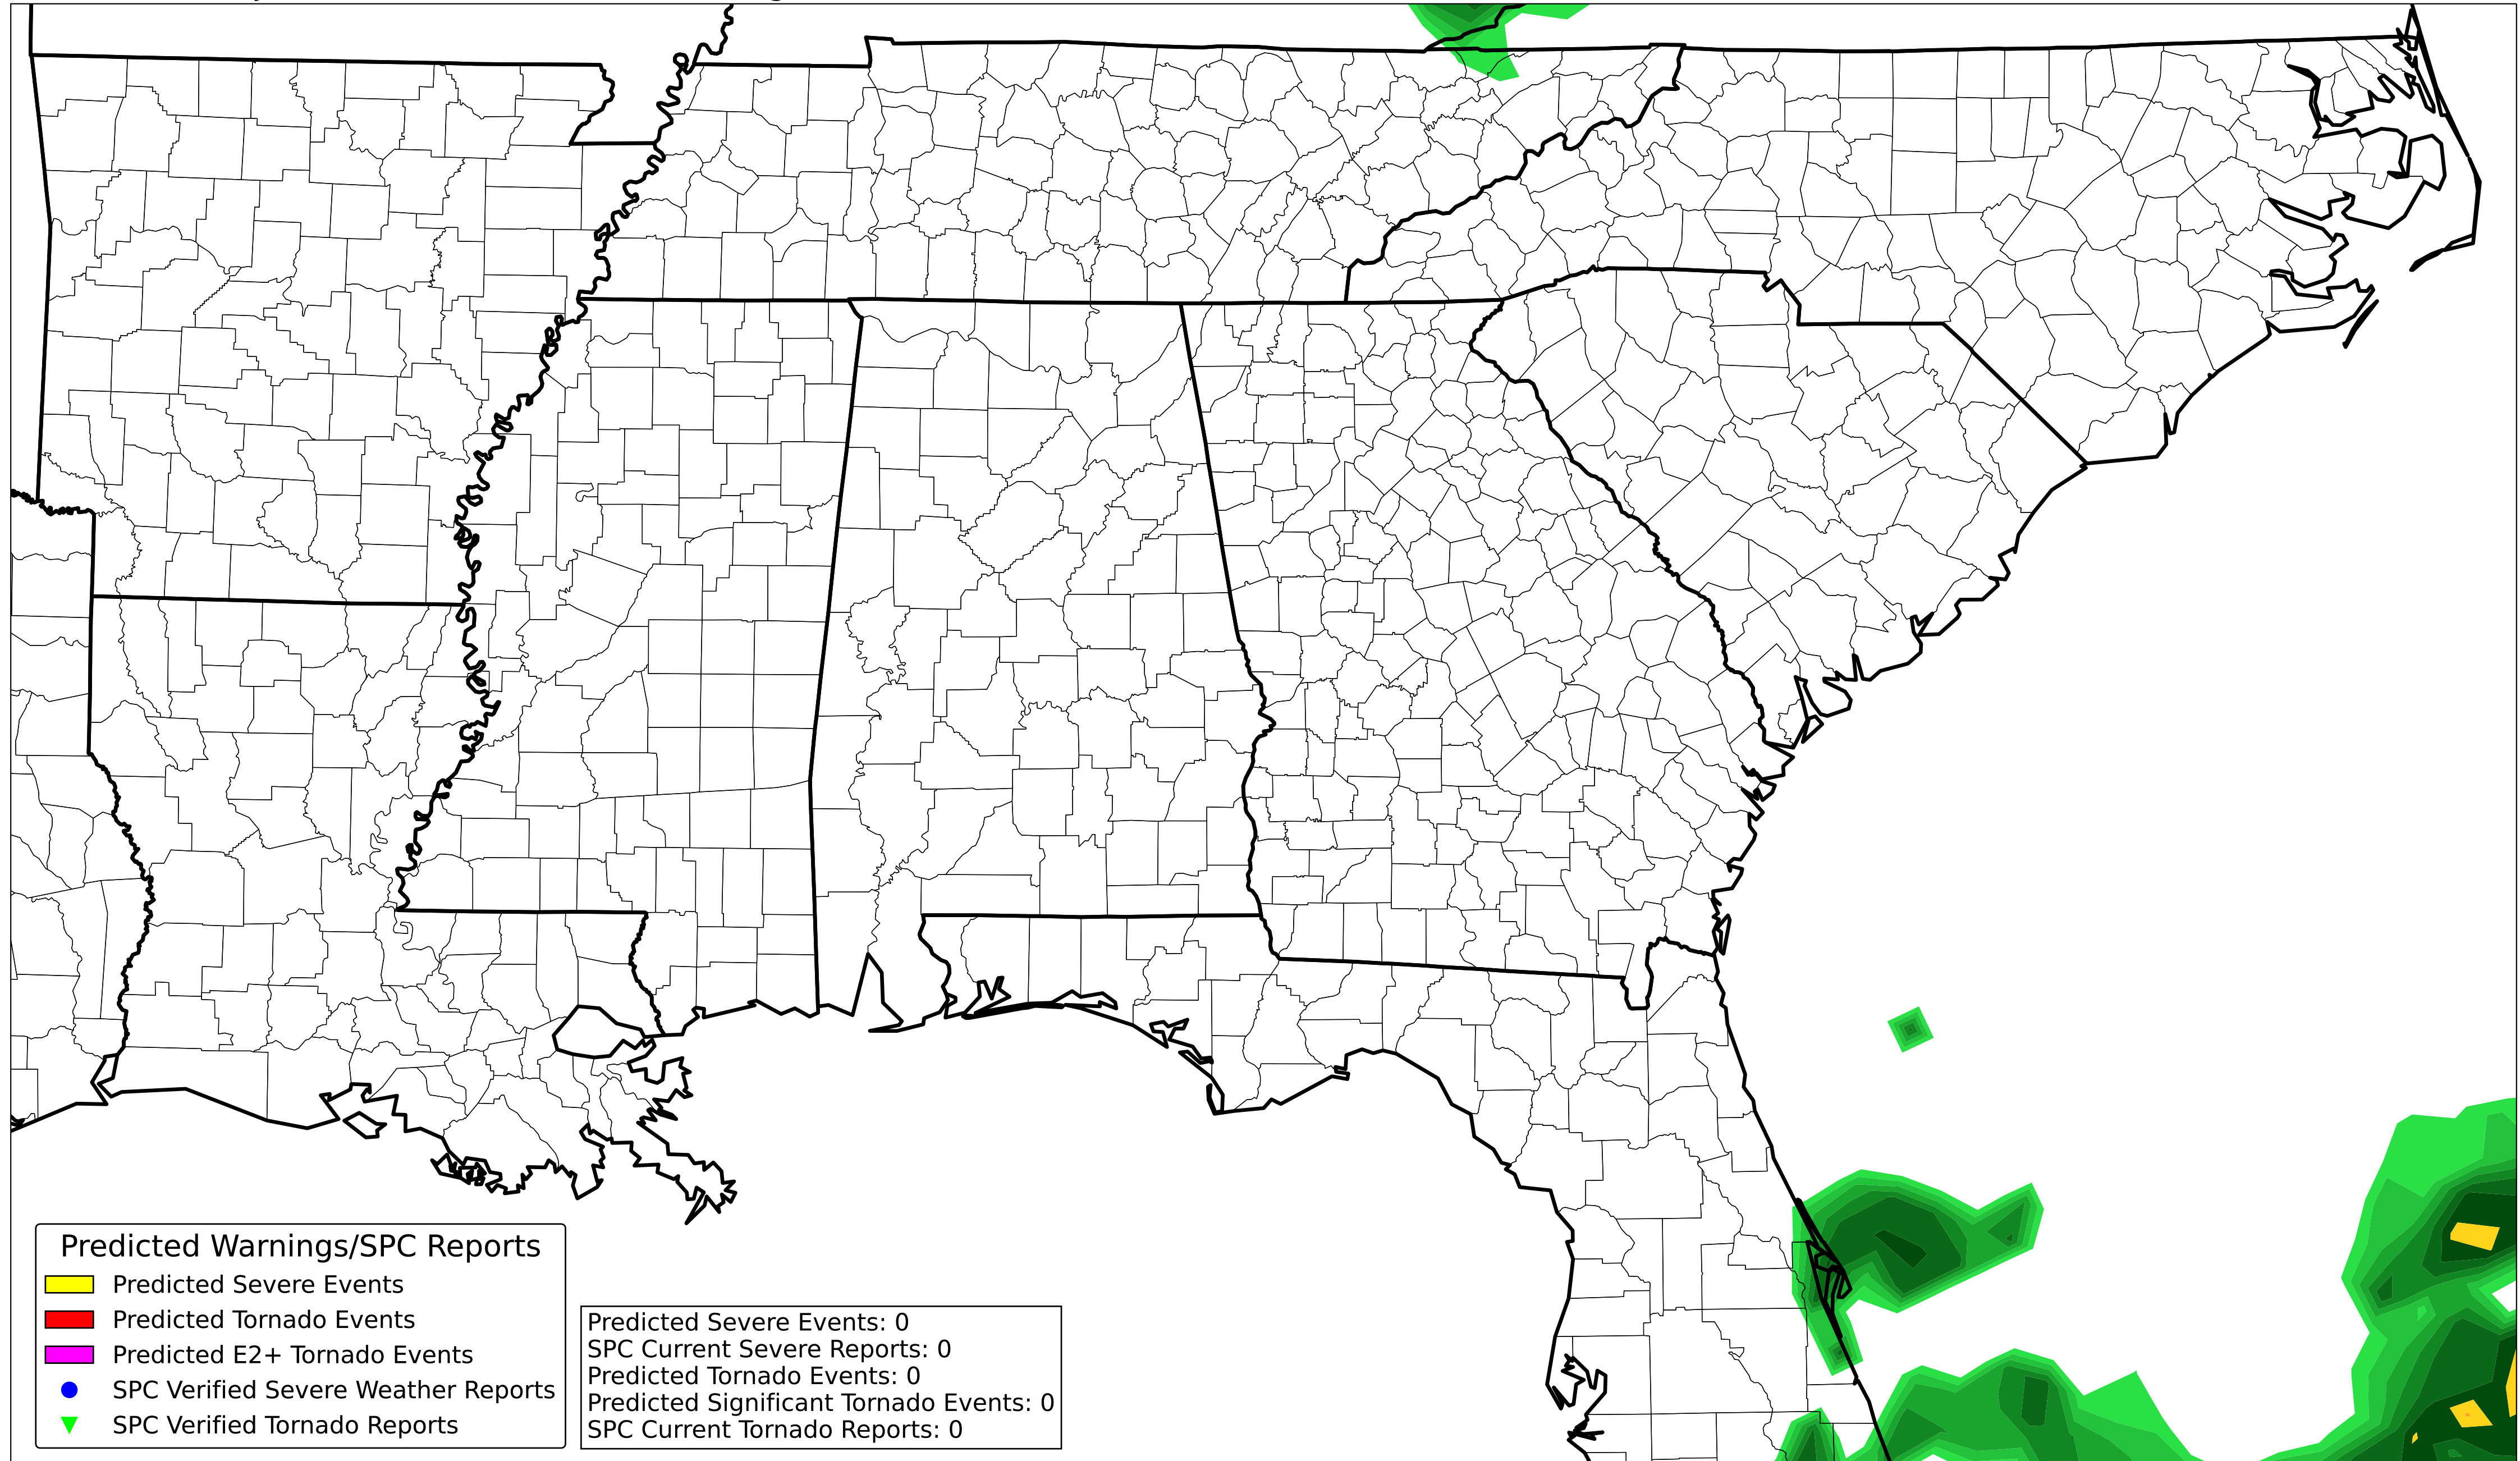 Predicted Warnings/SPC Reports
Predicted Severe Events
Predicted Tornado Events
Predicted E2+ Tornado Events
SPC Verified Severe Weather Reports
SPC Verified Tornado Reports
Predicted Severe Events: 0
SPC Current Severe Reports: 0
Predicted Tornado Events: 0
Predicted Significant Tornado Events: 0
SPC Current Tornado Reports: 0